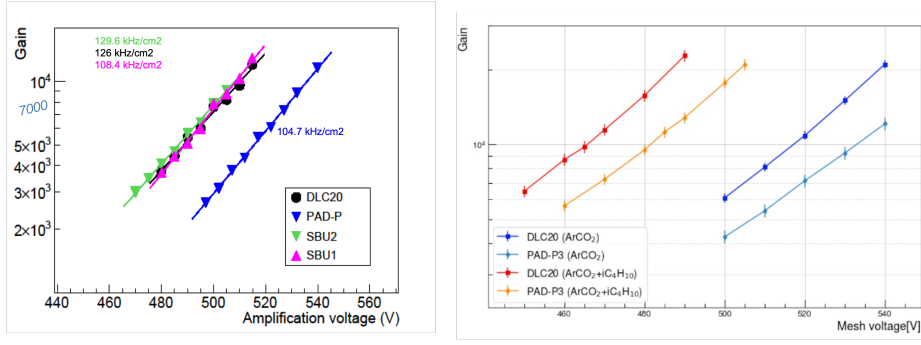 Gain
129.6 kHz/cm2
126 kHz/cm2
108.4 kHz/cm2
10⁴
7000
5×10³
4×10³
3×10³
2×10³
104.7 kHz/cm2
DLC20
PAD-P
SBU2
SBU1
440 460 480 500 520 540 560
Amplification voltage (V)
Gain
10⁴
DLC20 (ArCO₂)
PAD-P3 (ArCO₂)
DLC20 (ArCO₂+iC₄H₁₀)
PAD-P3 (ArCO₂+iC₄H₁₀)
460 480 500 520 540
Mesh voltage[V]